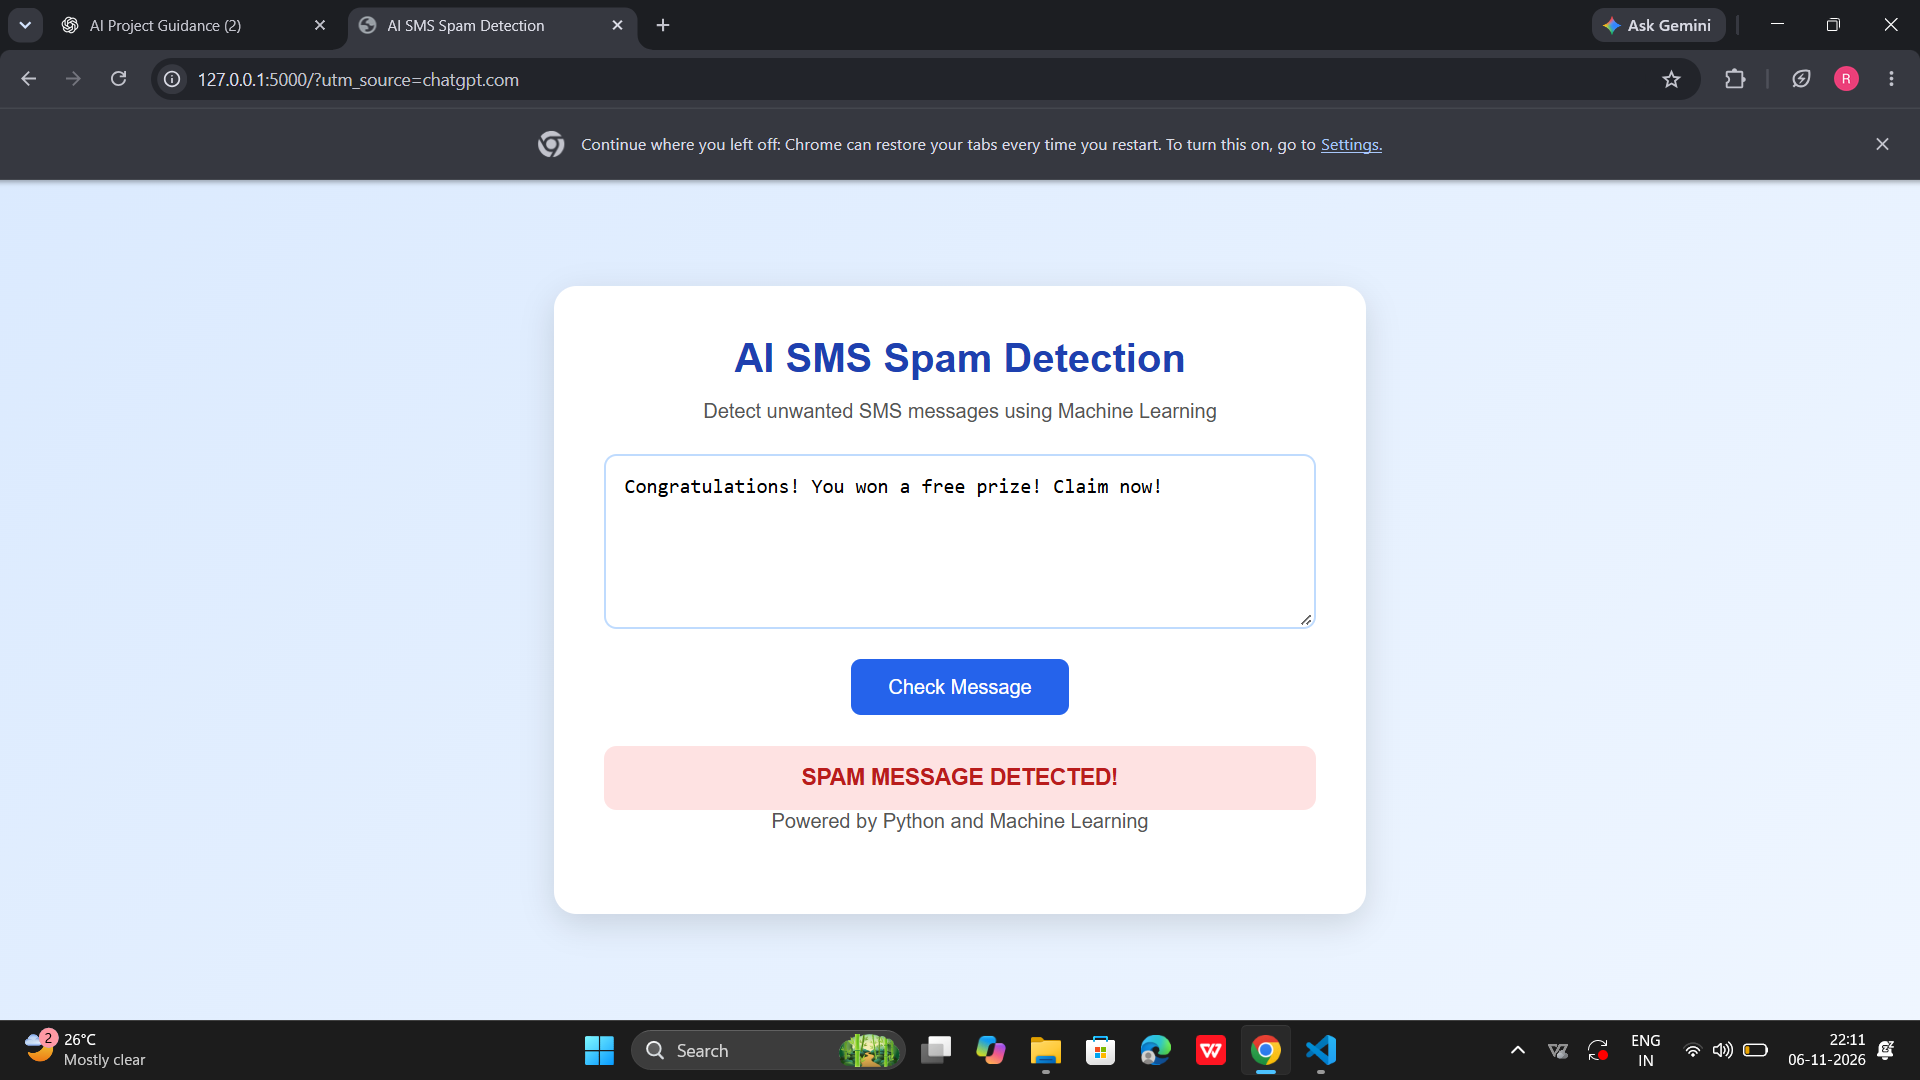 AI Project Guidance (2)
AI SMS Spam Detection
Ask Gemini
127.0.0.1:5000/?utm_source=chatgpt.com
R
Continue where you left off: Chrome can restore your tabs every time you restart. To turn this on, go to Settings.
AI SMS Spam Detection
Detect unwanted SMS messages using Machine Learning
Congratulations! You won a free prize! Claim now!
Check Message
SPAM MESSAGE DETECTED!
Powered by Python and Machine Learning
2
26°C
Mostly clear
Search
ENG
IN
22:11
06-11-2026